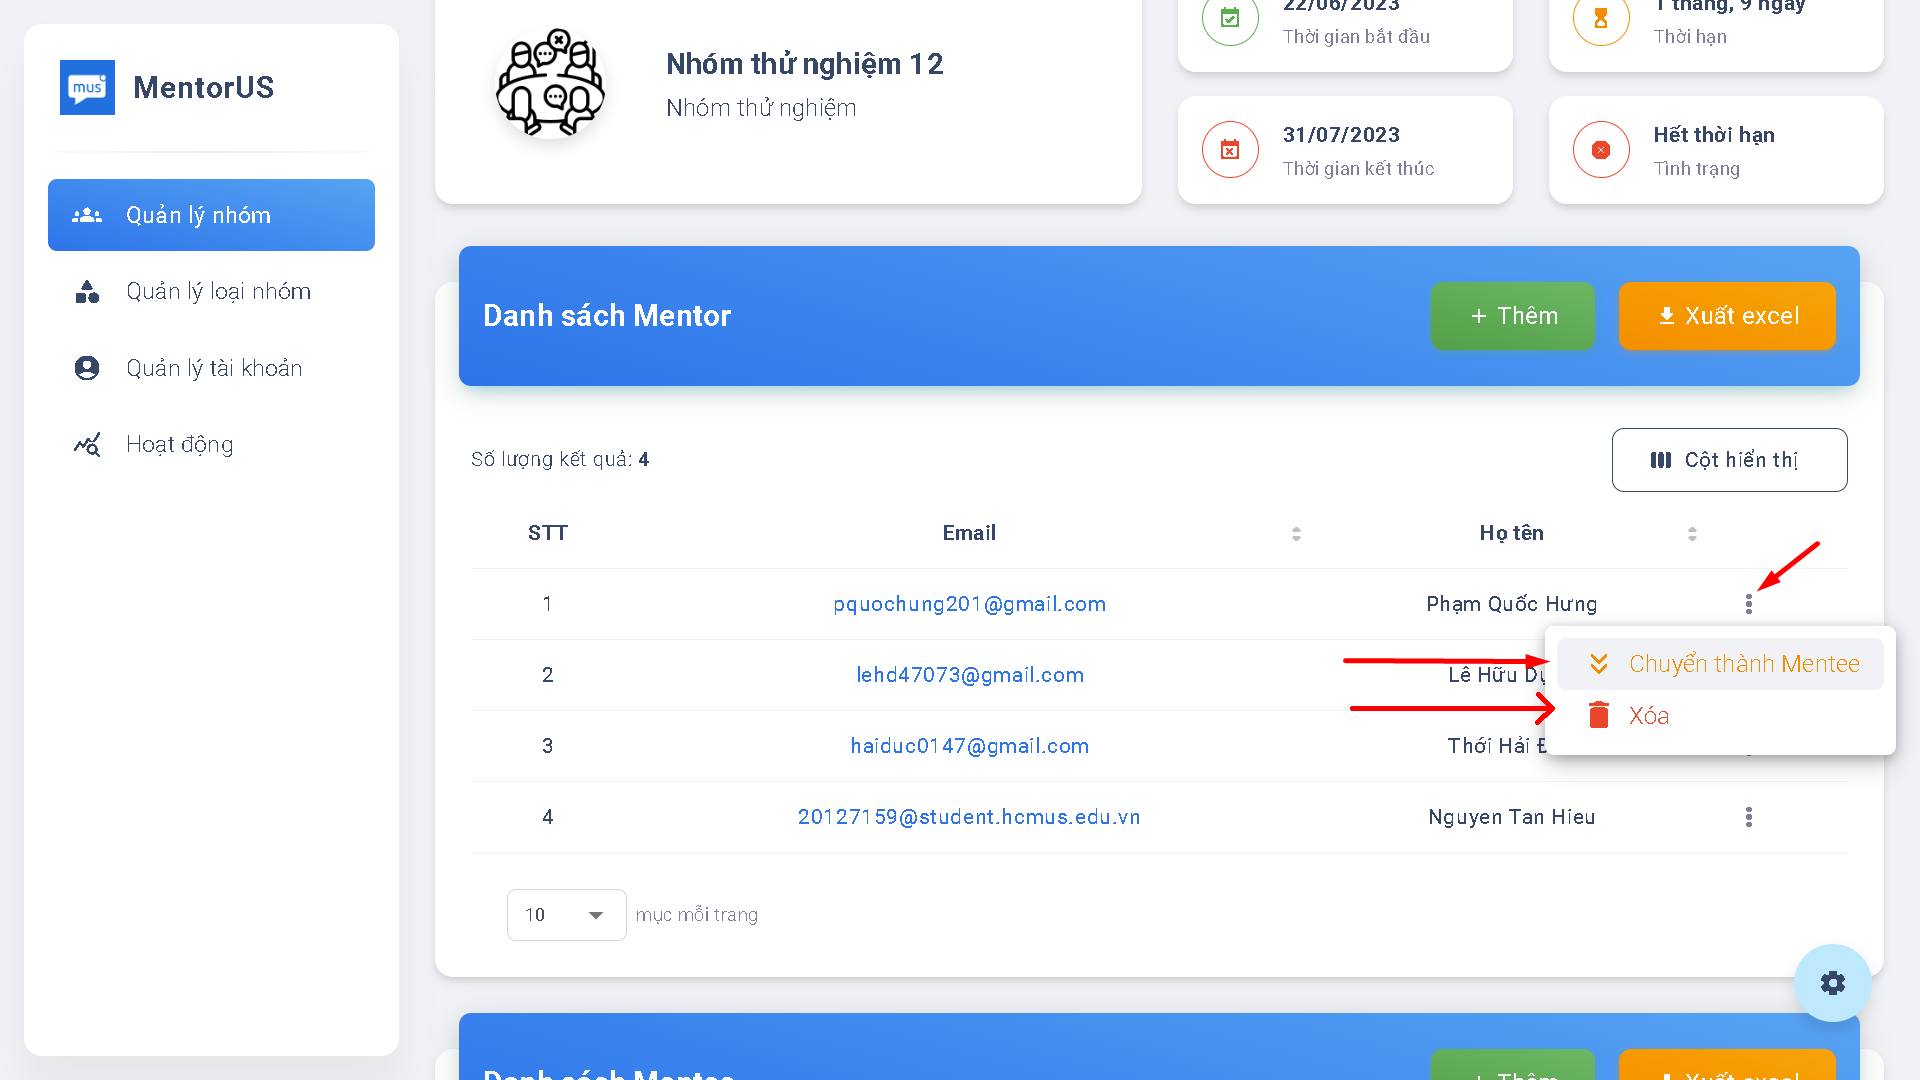 mus
MentorUS
Quản lý nhóm
Quản lý loại nhóm
Quản lý tài khoản
Hoạt động
Nhóm thử nghiệm 12
Nhóm thử nghiệm
22/06/2023
Thời gian bắt đầu
1 tháng, 9 ngày
Thời hạn
31/07/2023
Thời gian kết thúc
Hết thời hạn
Tình trạng
Danh sách Mentor
+ Thêm
Xuất excel
Số lượng kết quả: 4
Cột hiển thị
STT Email Họ tên
1 pquochung201@gmail.com Phạm Quốc Hưng
2 lehd47073@gmail.com Lê Hữu
3 haiduc0147@gmail.com Thới Hải
4 20127159@student.hcmus.edu.vn Nguyen Tan Hieu
Chuyển thành Mentee
Xóa
10 mục mỗi trang
Danh sách Mentee
+ Thêm
Xuất excel